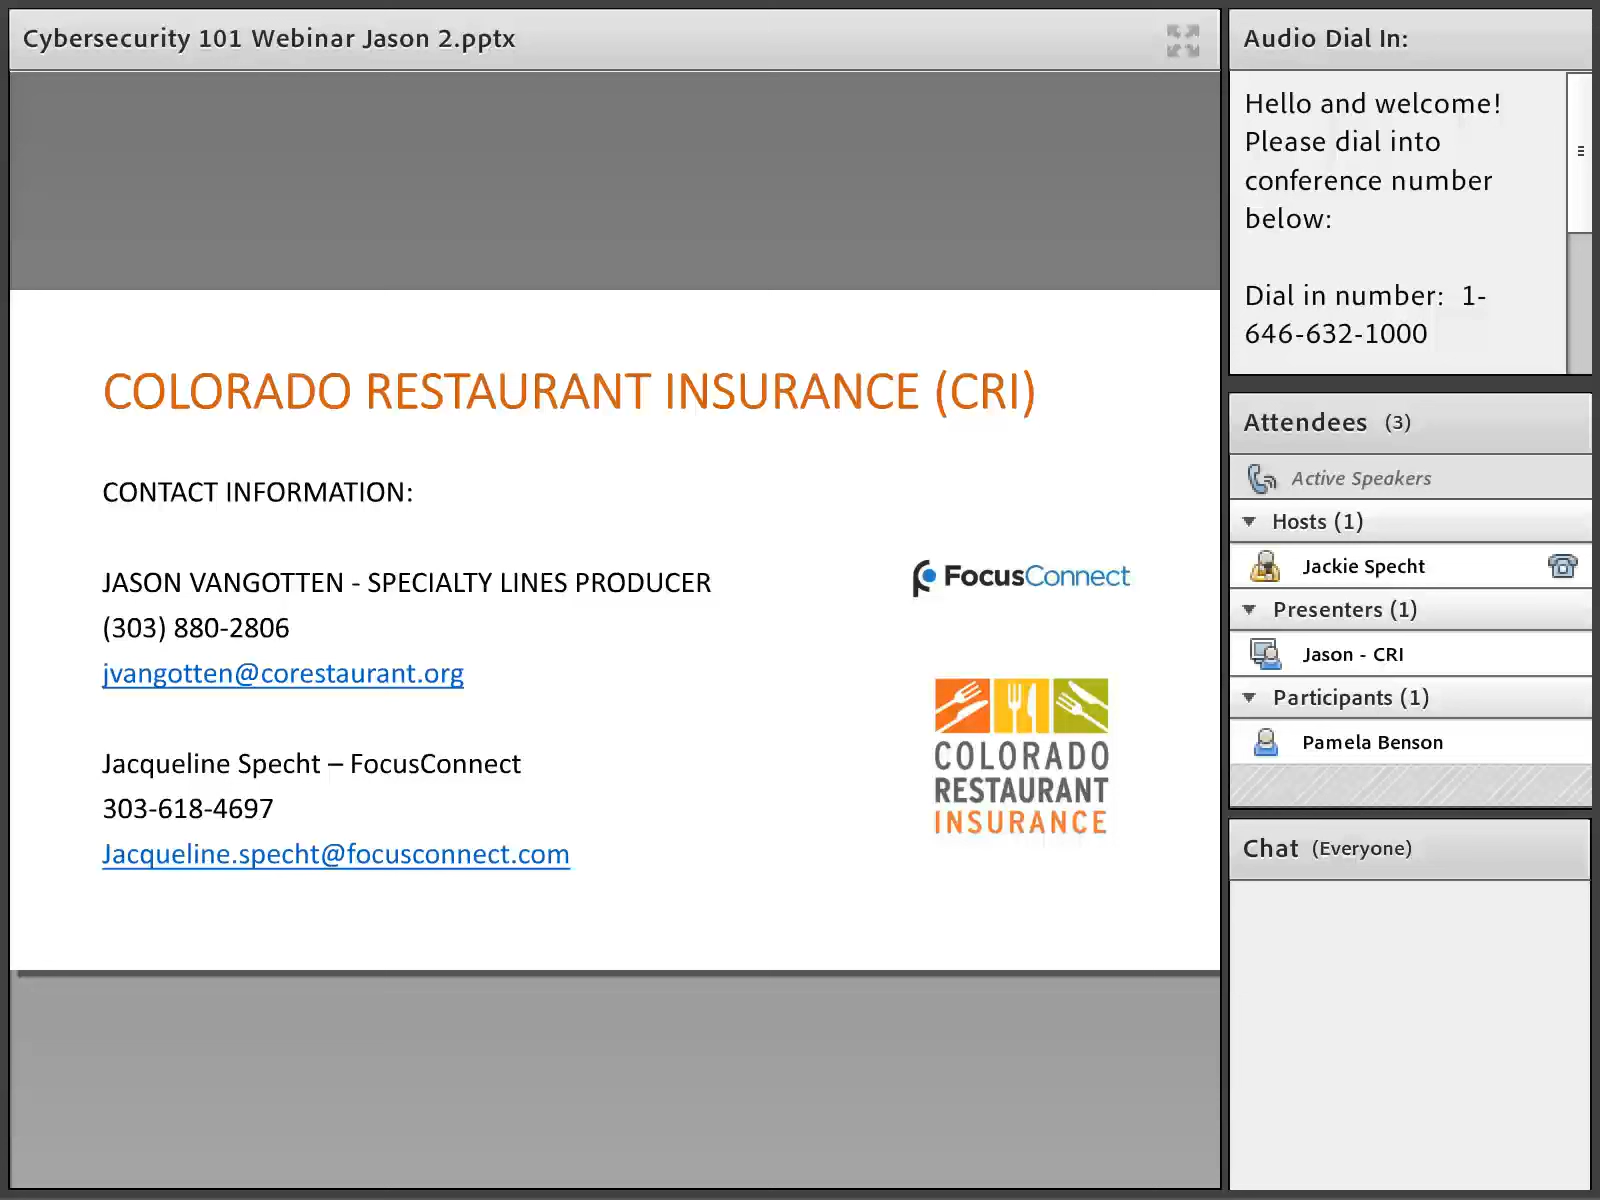 Cybersecurity 101 Webinar Jason 2.pptx
COLORADO RESTAURANT INSURANCE (CRI)
CONTACT INFORMATION:
JASON VANGOTTEN - SPECIALTY LINES PRODUCER
(303) 880-2806
jvangotten@corestaurant.org
Jacqueline Specht – FocusConnect
303-618-4697
Jacqueline.specht@focusconnect.com
FocusConnect
COLORADO
RESTAURANT
INSURANCE
Audio Dial In:
Hello and welcome!
Please dial into
conference number
below:
Dial in number:  1-
646-632-1000
Attendees (3)
Active Speakers
Hosts (1)
Jackie Specht
Presenters (1)
Jason - CRI
Participants (1)
Pamela Benson
Chat (Everyone)